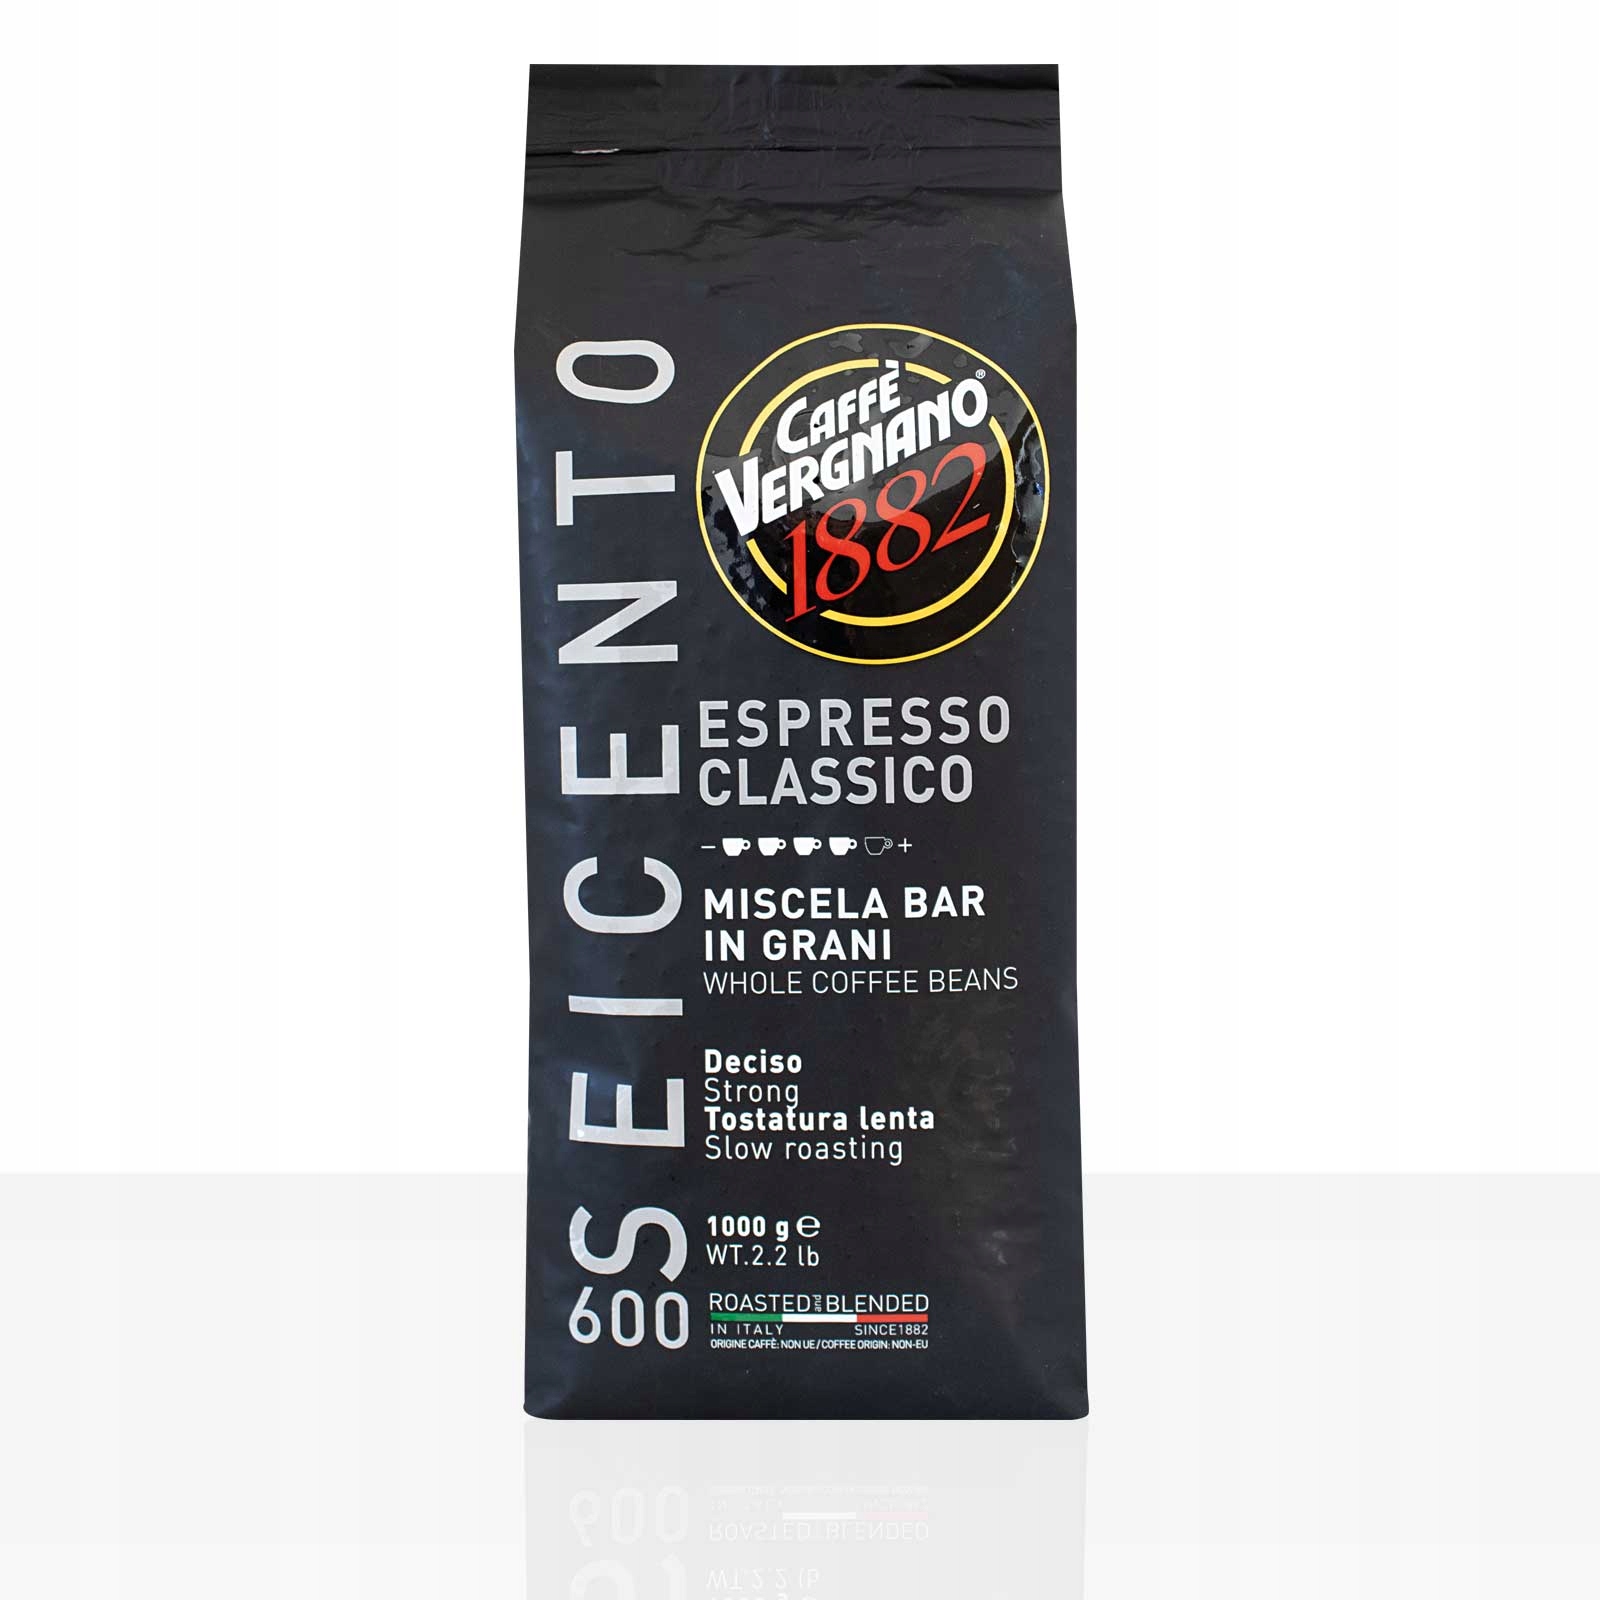 SEICENTO
600
CAFFÈ
VERGNANO®
1882
ESPRESSO
CLASSICO
- +
MISCELA BAR
IN GRANI
WHOLE COFFEE BEANS
Deciso
Strong
Tostatura lenta
Slow roasting
1000 g ℮
WT.2.2 lb
ROASTED and BLENDED
IN ITALY SINCE1882
ORIGINE CAFFÈ: NON UE / COFFEE ORIGIN: NON-EU